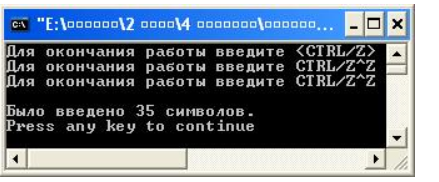 "E:\▯▯▯▯▯▯▯\2 ▯▯▯▯\4 ▯▯▯▯▯▯▯\▯▯▯▯▯▯...
Для окончания работы введите <CTRL/Z>
Для окончания работы введите CTRL/Z^Z
Для окончания работы введите CTRL/Z^Z
Было введено 35 символов.
Press any key to continue